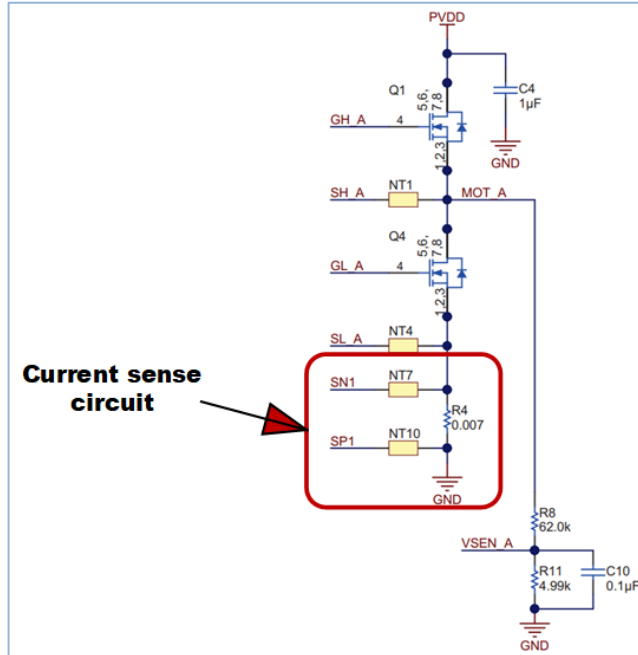 PVDD
Q1
5,6,
7,8
C4
1µF
GH_A
4
1,2,3
GND
SH_A
NT1
MOT_A
Q4
5,6,
7,8
GL_A
4
1,2,3
SL_A
NT4
Current sense
circuit
SN1
NT7
R4
0.007
SP1
NT10
GND
R8
62.0k
VSEN_A
R11
4.99k
C10
0.1µF
GND